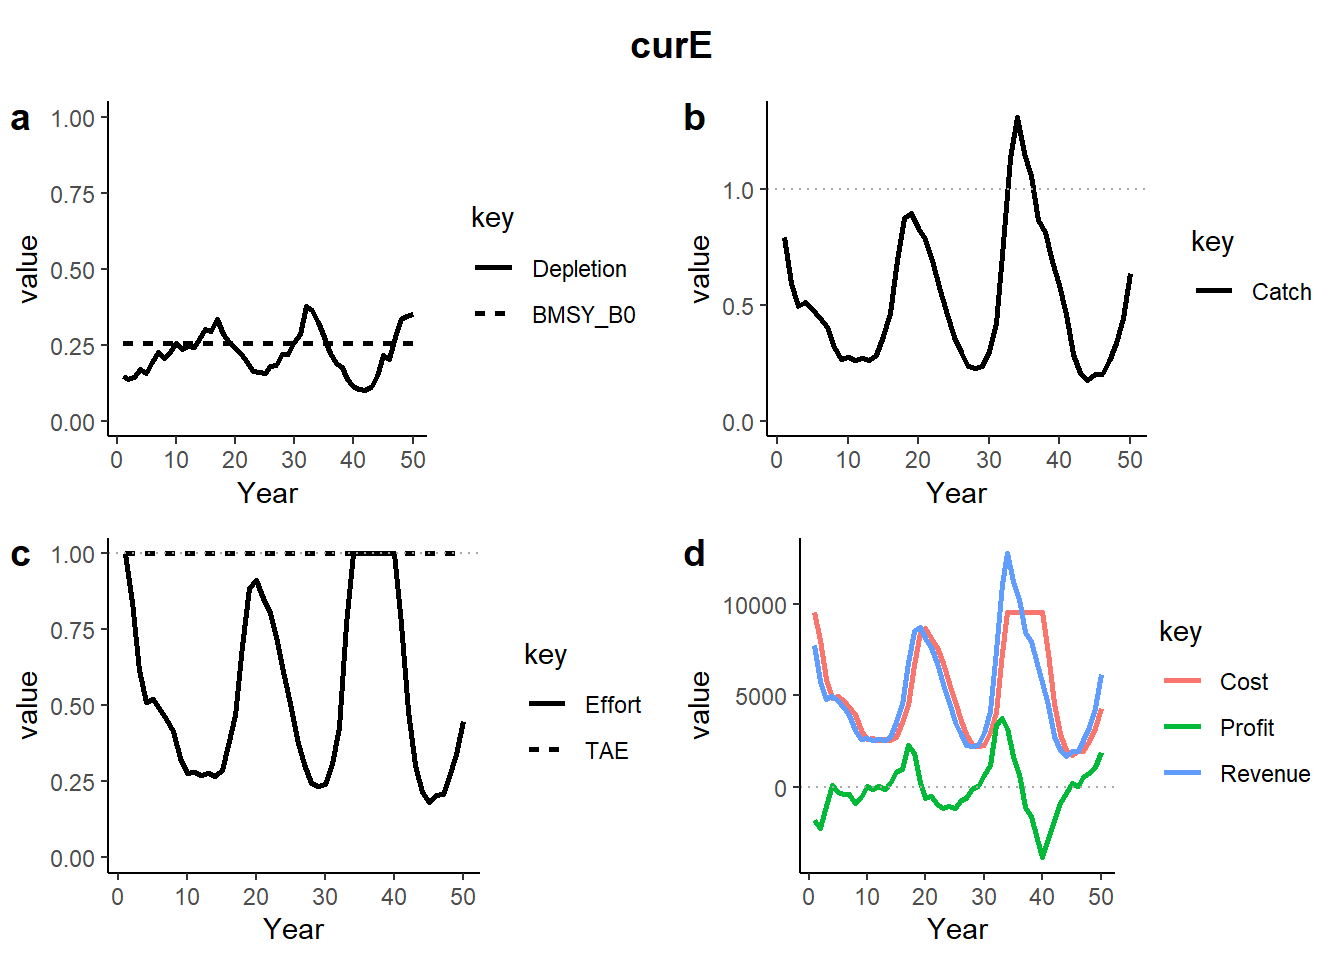 curE
a
1.00
0.75
0.50
0.25
0.00
value
0 10 20 30 40 50
Year
key
Depletion
BMSY_B0
b
1.0
0.5
0.0
value
0 10 20 30 40 50
Year
key
Catch
c
1.00
0.75
0.50
0.25
0.00
value
0 10 20 30 40 50
Year
key
Effort
TAE
d
10000
5000
0
value
0 10 20 30 40 50
Year
key
Cost
Profit
Revenue